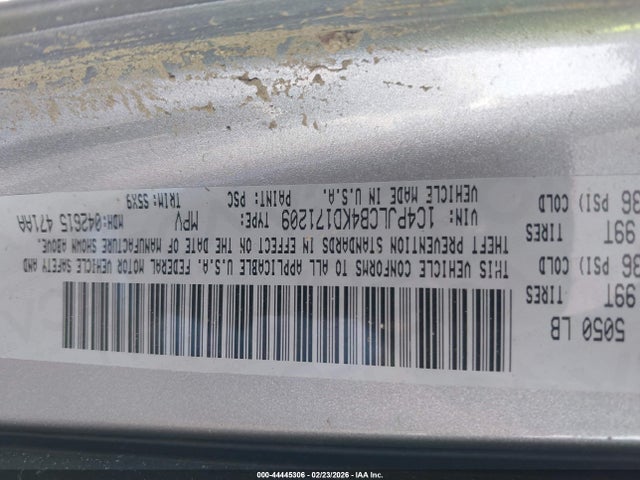 5050 LB
99T TIRES
36 PSI) COLD
99T TIRES
36 PSI) COLD
THIS VEHICLE CONFORMS TO ALL APPLICABLE U.S.A. FEDERAL MOTOR VEHICLE SAFETY AND
THEFT PREVENTION STANDARDS IN EFFECT ON THE DATE OF MANUFACTURE SHOWN ABOVE.
VIN: 1C4PJLCB4KD171209 TYPE: MPV MDH: 042615 471AA
VEHICLE MADE IN U.S.A. PAINT: PSC TRIM: S5X9
000-44445306 - 02/23/2026 - IAA Inc.